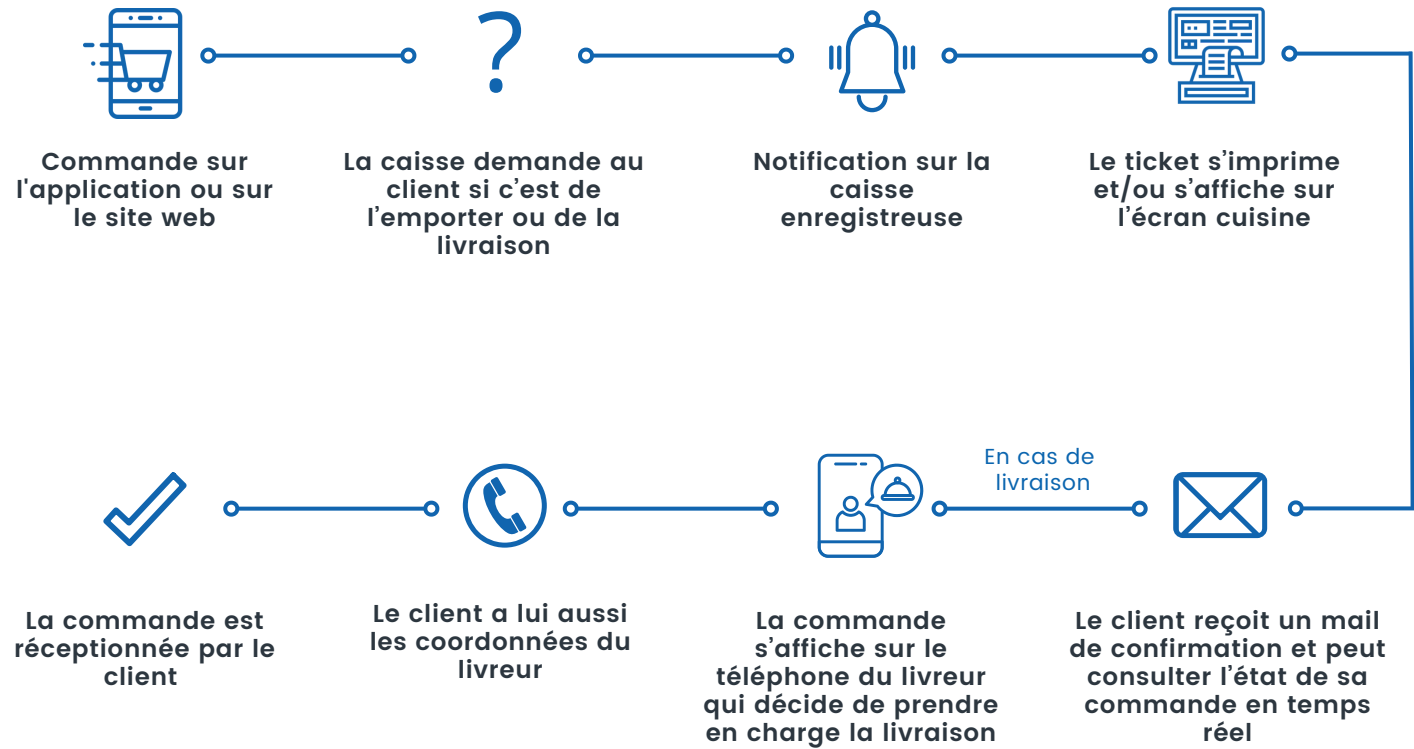 ?
Commande sur
l'application ou sur
le site web
La caisse demande au
client si c’est de
l’emporter ou de la
livraison
Notification sur la
caisse
enregistreuse
Le ticket s’imprime
et/ou s’affiche sur
l’écran cuisine
En cas de
livraison
Le client reçoit un mail
de confirmation et peut
consulter l’état de sa
commande en temps
réel
La commande
s’affiche sur le
téléphone du livreur
qui décide de prendre
en charge la livraison
Le client a lui aussi
les coordonnées du
livreur
La commande est
réceptionnée par le
client